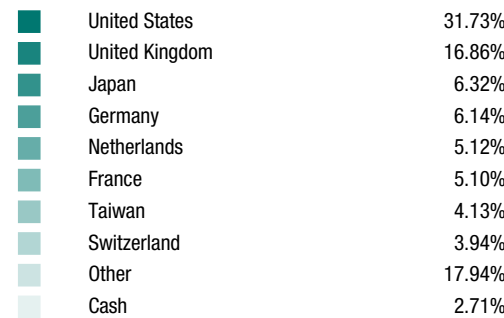 United States 31.73%
United Kingdom 16.86%
Japan 6.32%
Germany 6.14%
Netherlands 5.12%
France 5.10%
Taiwan 4.13%
Switzerland 3.94%
Other 17.94%
Cash 2.71%